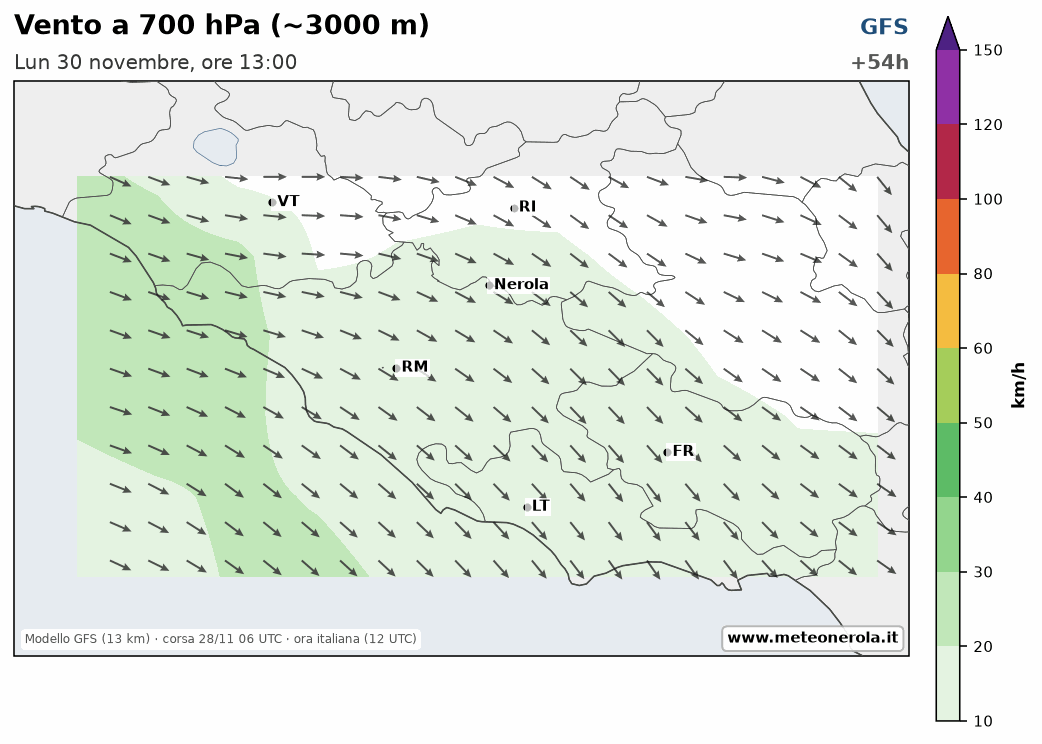 Vento a 700 hPa (~3000 m)
GFS
Lun 30 novembre, ore 13:00
+54h
VT
RI
Nerola
RM
FR
LT
150
120
100
80
60
50
40
30
20
10
km/h
Modello GFS (13 km) · corsa 28/11 06 UTC · ora italiana (12 UTC)
www.meteonerola.it